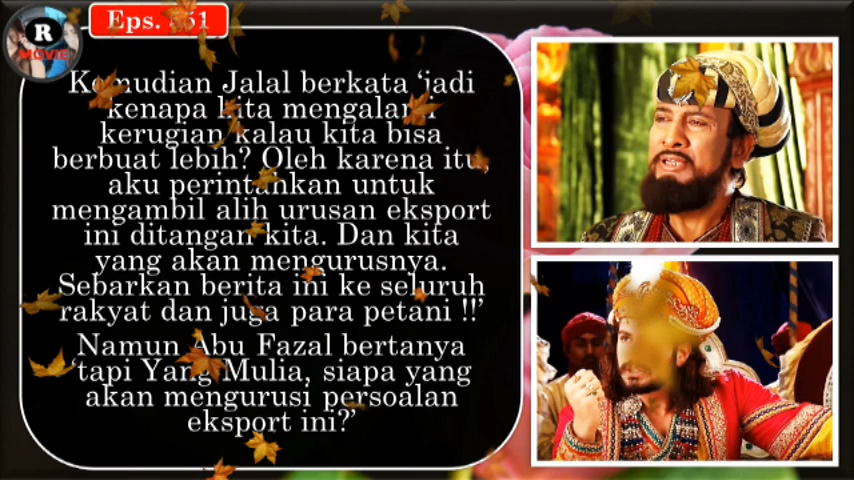 R
MOVIE
Eps. 551
Kemudian Jalal berkata ‘jadi
kenapa kita mengalami
kerugian kalau kita bisa
berbuat lebih? Oleh karena itu,
aku perintahkan untuk
mengambil alih urusan eksport
ini ditangan kita. Dan kita
yang akan mengurusnya.
Sebarkan berita ini ke seluruh
rakyat dan juga para petani !!’
Namun Abu Fazal bertanya
‘tapi Yang Mulia, siapa yang
akan mengurusi persoalan
eksport ini?’